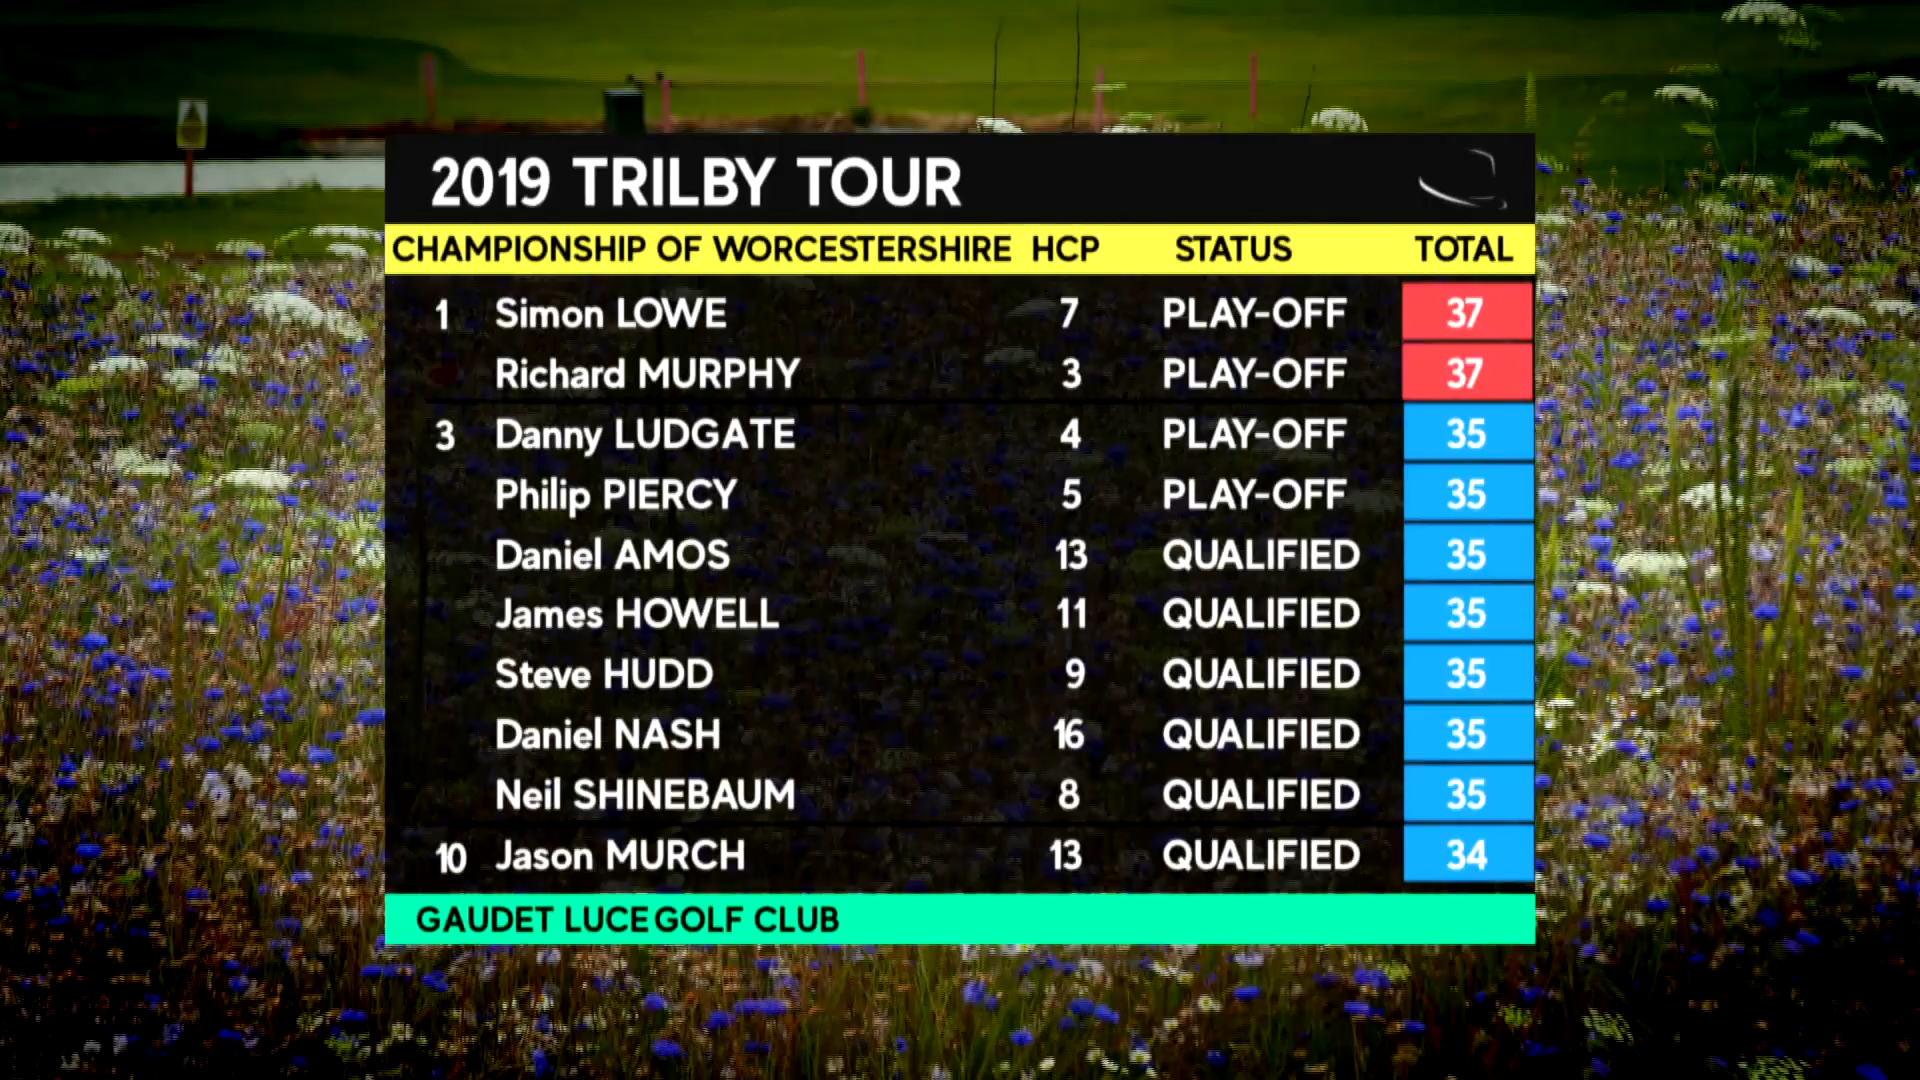 2019 TRILBY TOUR
CHAMPIONSHIP OF WORCESTERSHIRE HCP STATUS TOTAL
1 Simon LOWE 7 PLAY-OFF 37
Richard MURPHY 3 PLAY-OFF 37
3 Danny LUDGATE 4 PLAY-OFF 35
Philip PIERCY 5 PLAY-OFF 35
Daniel AMOS 13 QUALIFIED 35
James HOWELL 11 QUALIFIED 35
Steve HUDD 9 QUALIFIED 35
Daniel NASH 16 QUALIFIED 35
Neil SHINEBAUM 8 QUALIFIED 35
10 Jason MURCH 13 QUALIFIED 34
GAUDET LUCE GOLF CLUB